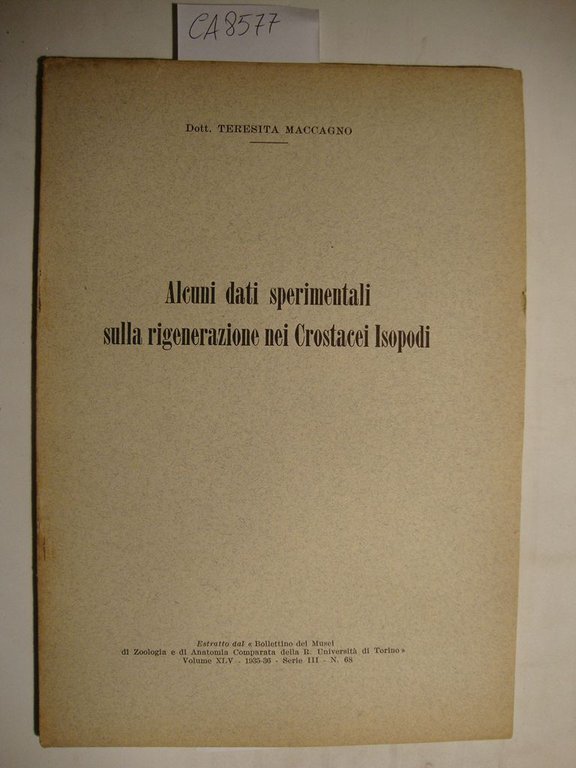 CA8577
Dott. TERESITA MACCAGNO
Alcuni dati sperimentali
sulla rigenerazione nei Crostacei Isopodi
Estratto dal « Bollettino dei Musei
di Zoologia e di Anatomia Comparata della R. Università di Torino »
Volume XLV - 1935-36 - Serie III - N. 68